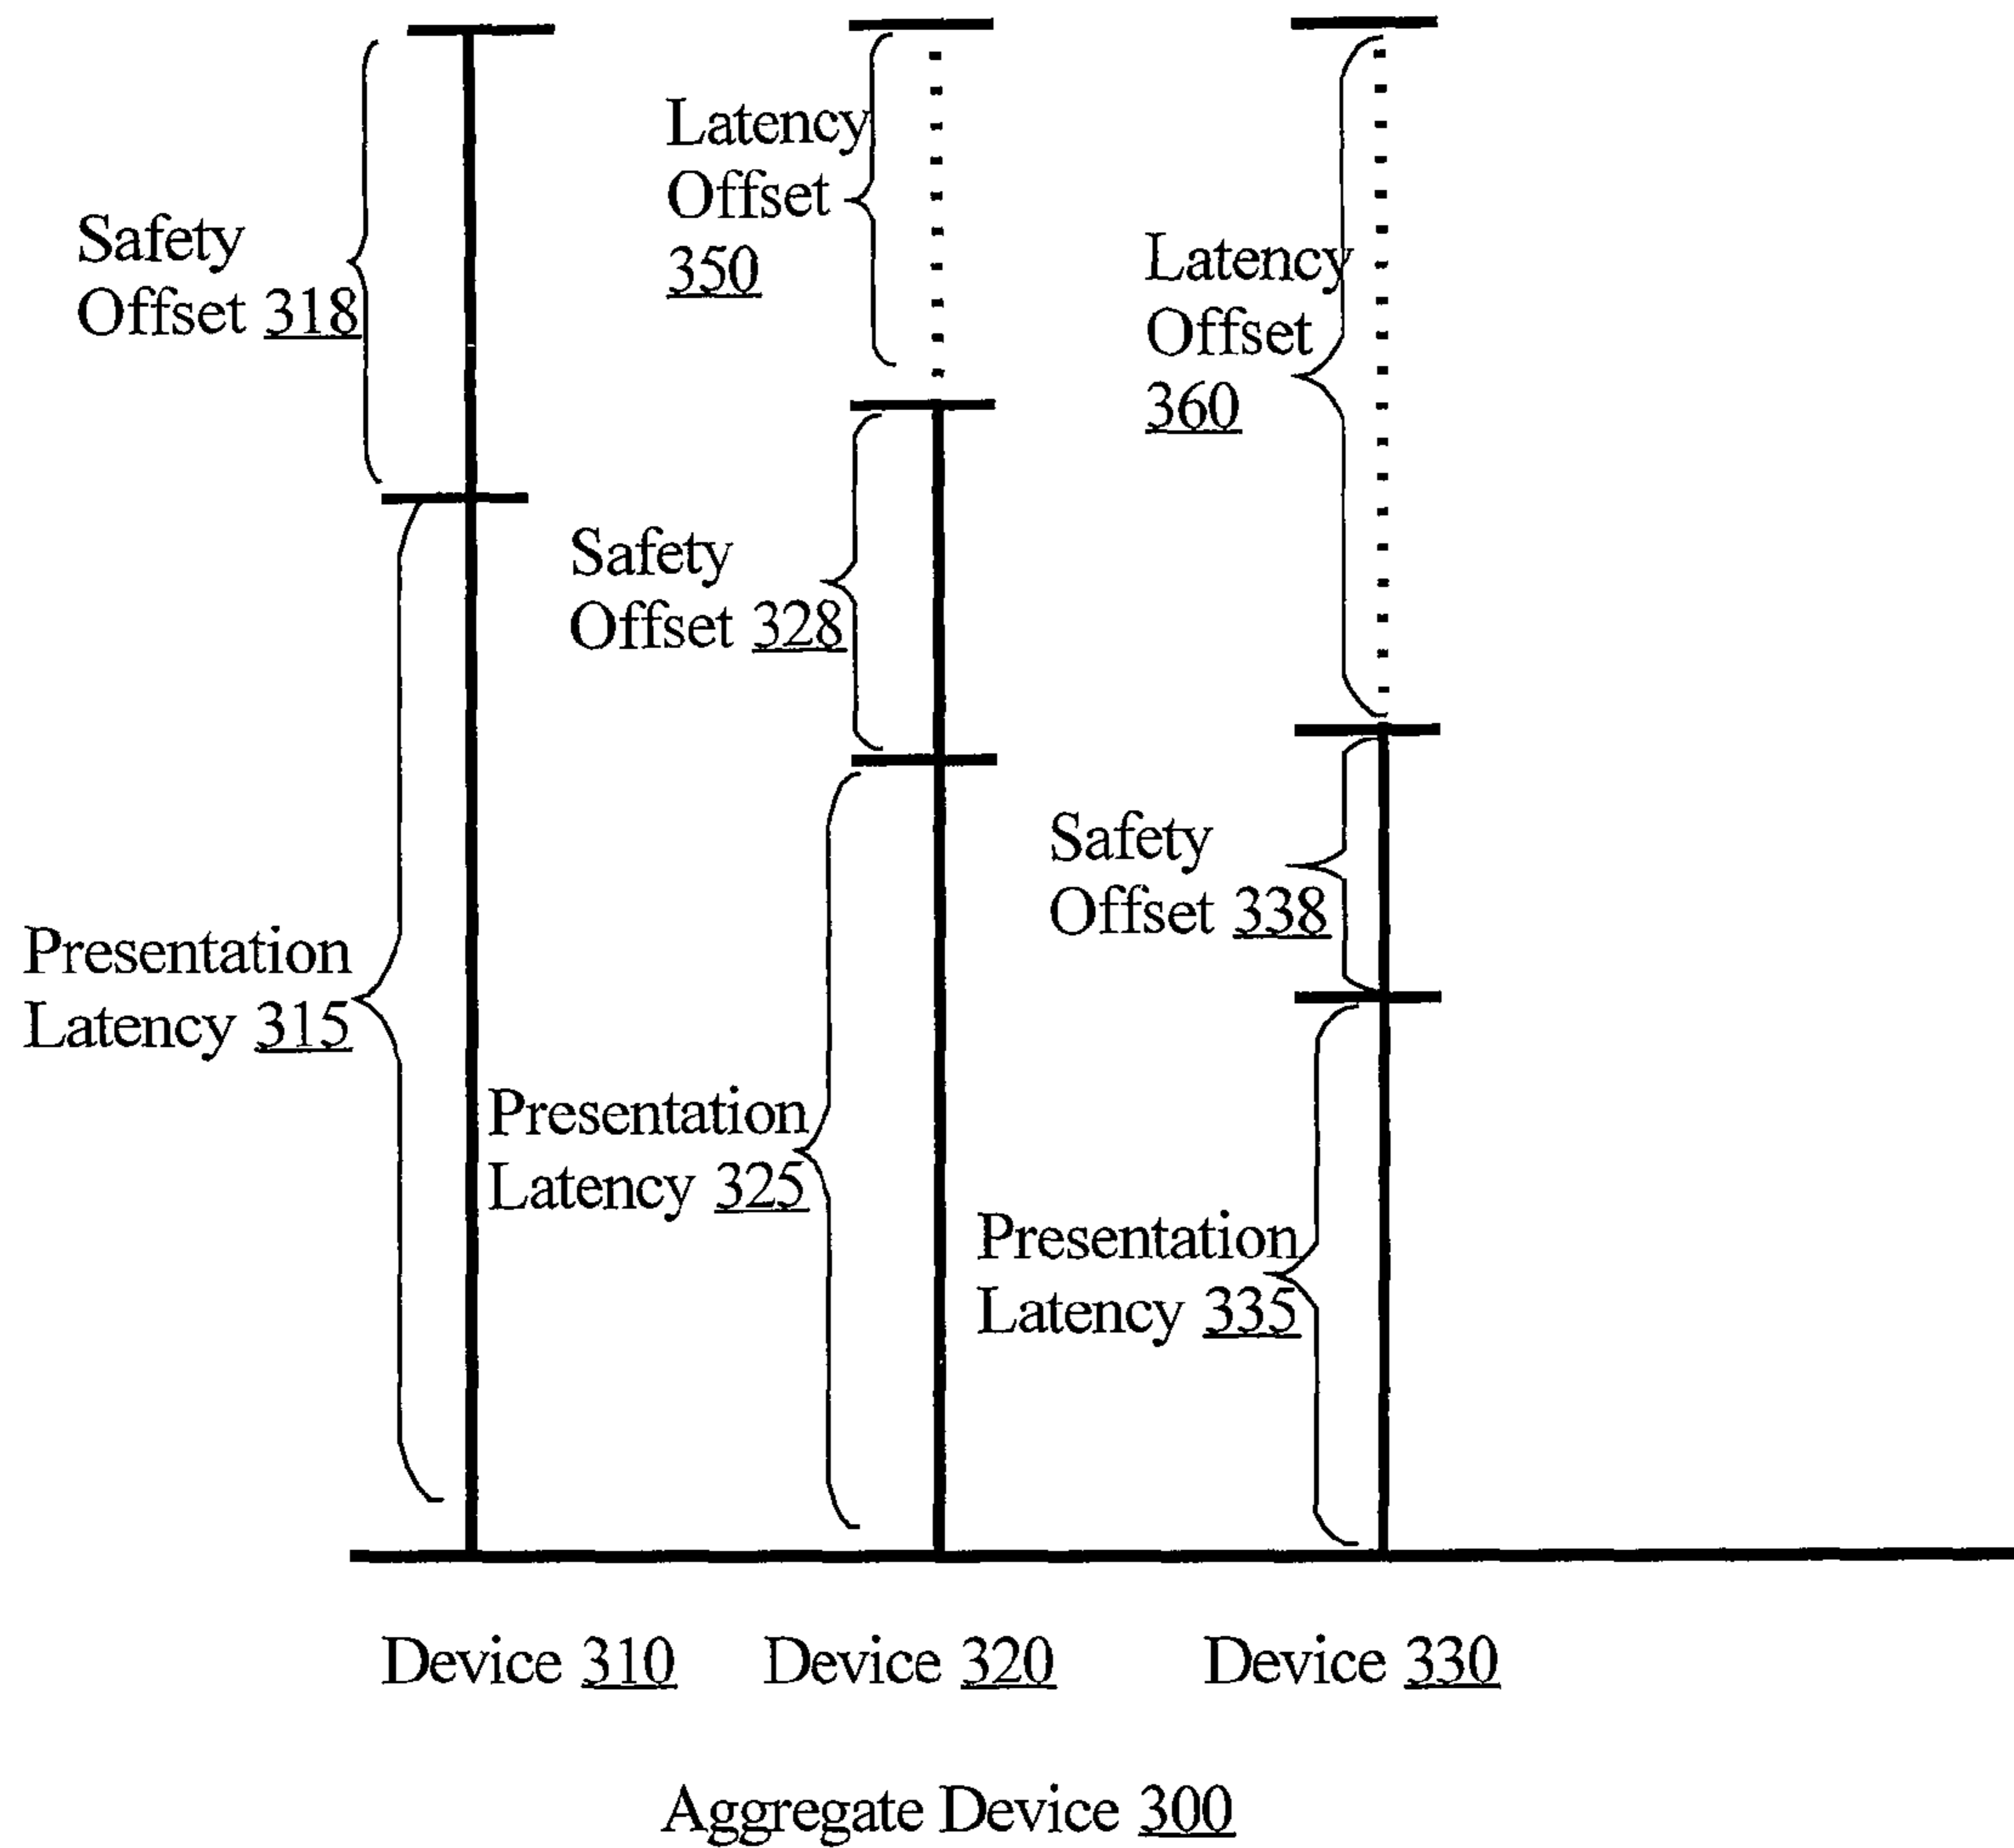 Latency
Offset
350
Safety
Offset 318
Latency
Offset
360
Safety
Offset 328
Safety
Offset 338
Presentation
Latency 315
Presentation
Latency 325
Presentation
Latency 335
Device 310
Device 320
Device 330
Aggregate Device 300